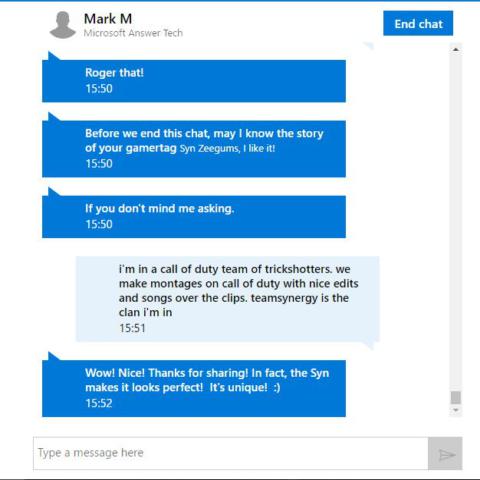 Mark M
Microsoft Answer Tech
End chat
Roger that!
15:50
Before we end this chat, may I know the story
of your gamertag Syn Zeegums, I like it!
15:50
If you don't mind me asking.
15:50
i'm in a call of duty team of trickshotters. we
make montages on call of duty with nice edits
and songs over the clips. teamsynergy is the
clan i'm in
15:51
Wow! Nice! Thanks for sharing! In fact, the Syn
makes it looks perfect! It's unique! :)
15:52
Type a message here